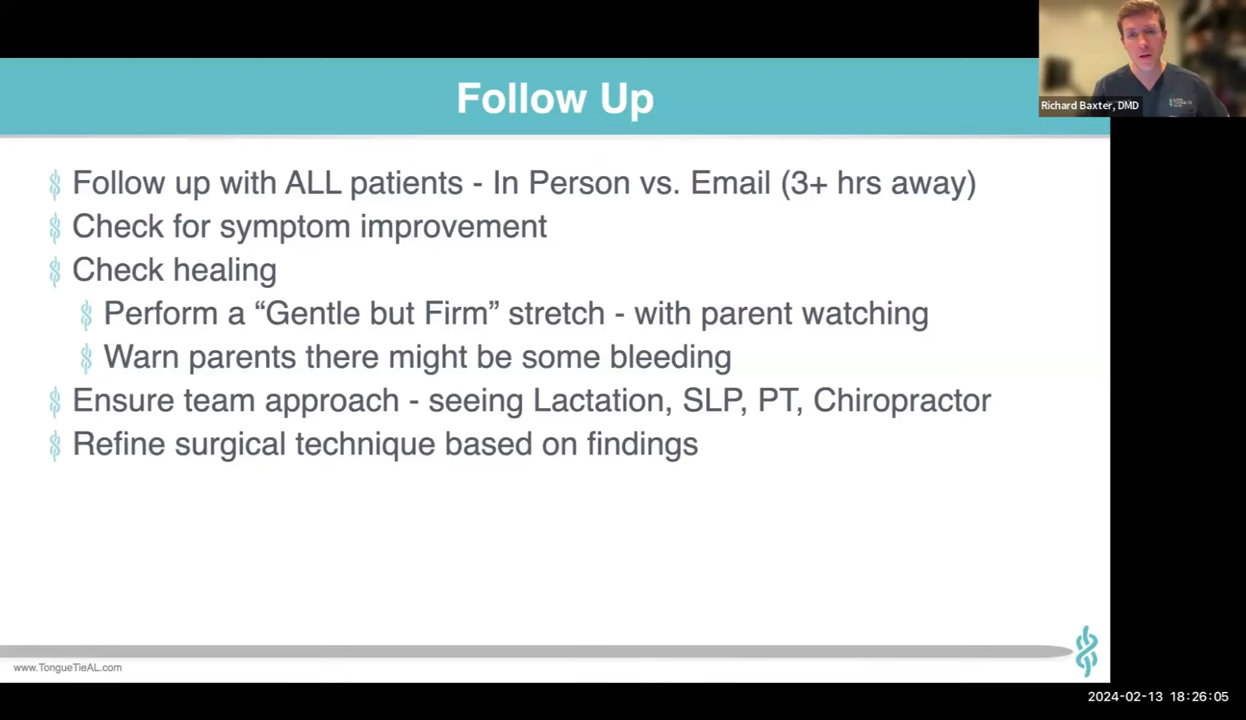 Follow Up
Richard Baxter, DMD
Follow up with ALL patients - In Person vs. Email (3+ hrs away)
Check for symptom improvement
Check healing
Perform a “Gentle but Firm” stretch - with parent watching
Warn parents there might be some bleeding
Ensure team approach - seeing Lactation, SLP, PT, Chiropractor
Refine surgical technique based on findings
www.TongueTieAL.com
2024-02-13 18:26:05